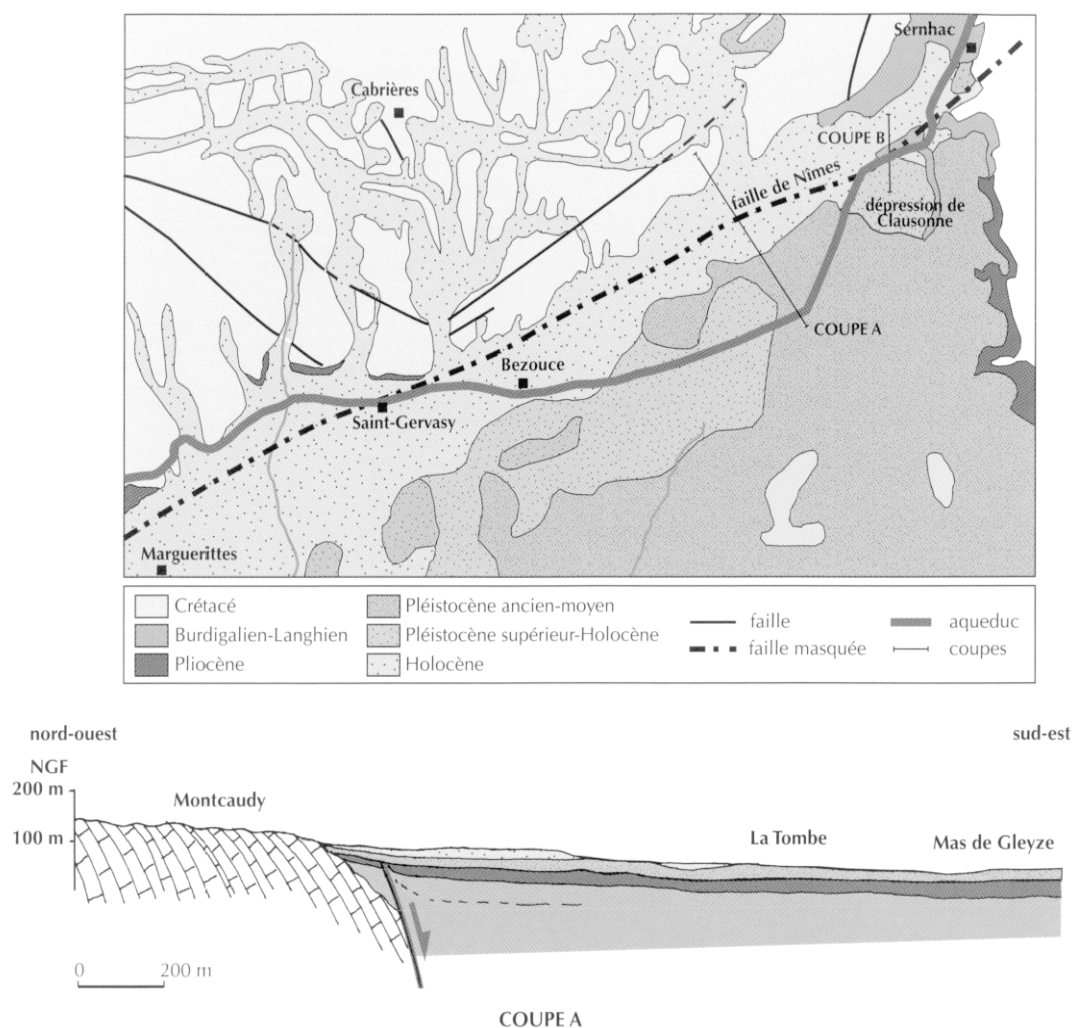 Sernhac
Cabrières
COUPE B
faille de Nîmes
dépression de
Clausonne
COUPE A
Bezouce
Saint-Gervasy
Marguerittes
Crétacé
Burdigalien-Langhien
Pliocène
Pléistocène ancien-moyen
Pléistocène supérieur-Holocène
Holocène
faille
faille masquée
aqueduc
coupes
nord-ouest
sud-est
NGF
200 m
100 m
Montcaudy
La Tombe
Mas de Gleyze
0 200 m
COUPE A